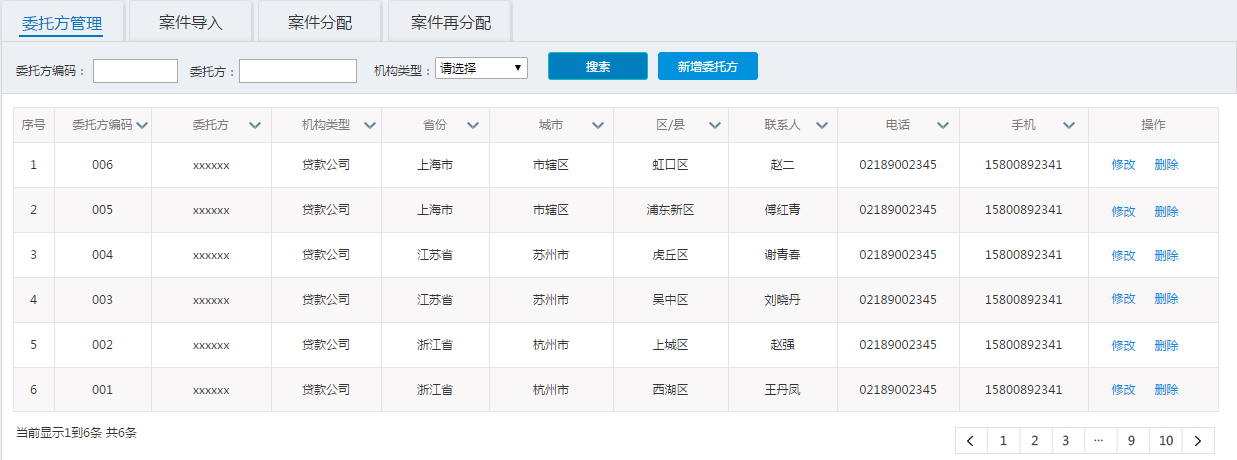 委托方管理 案件导入 案件分配 案件再分配
委托方编码： 委托方： 机构类型： 请选择 搜索 新增委托方
序号 委托方编码 委托方 机构类型 省份 城市 区/县 联系人 电话 手机 操作
1 006 xxxxxx 贷款公司 上海市 市辖区 虹口区 赵二 02189002345 15800892341 修改 删除
2 005 xxxxxx 贷款公司 上海市 市辖区 浦东新区 傅红青 02189002345 15800892341 修改 删除
3 004 xxxxxx 贷款公司 江苏省 苏州市 虎丘区 谢青春 02189002345 15800892341 修改 删除
4 003 xxxxxx 贷款公司 江苏省 苏州市 吴中区 刘晓丹 02189002345 15800892341 修改 删除
5 002 xxxxxx 贷款公司 浙江省 杭州市 上城区 赵强 02189002345 15800892341 修改 删除
6 001 xxxxxx 贷款公司 浙江省 杭州市 西湖区 王丹凤 02189002345 15800892341 修改 删除
当前显示1到6条 共6条
1 2 3 ··· 9 10